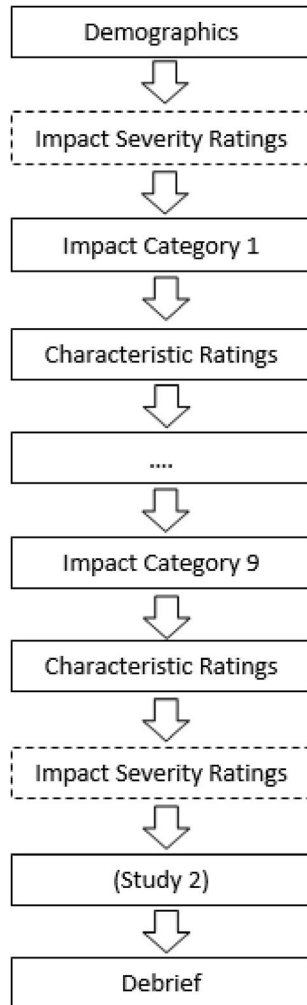 Demographics
Impact Severity Ratings
Impact Category 1
Characteristic Ratings
....
Impact Category 9
Characteristic Ratings
Impact Severity Ratings
(Study 2)
Debrief